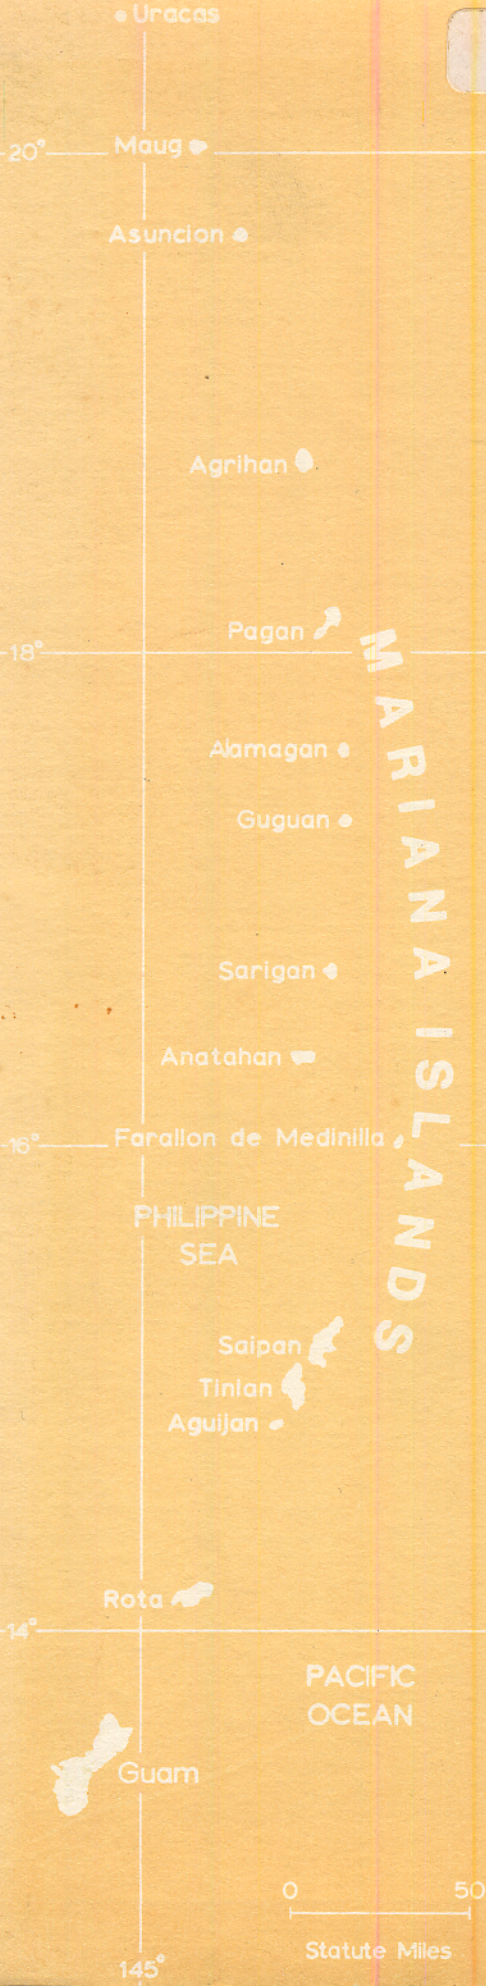 Uracas
20°
Maug
Asuncion
Agrihan
Pagan
18°
MARIANA ISLANDS
Alamagan
Guguan
Sarigan
Anatahan
16°
Farallon de Medinilla
PHILIPPINE
SEA
Saipan
Tinian
Aguijan
Rota
14°
PACIFIC
OCEAN
Guam
0 50
Statute Miles
145°